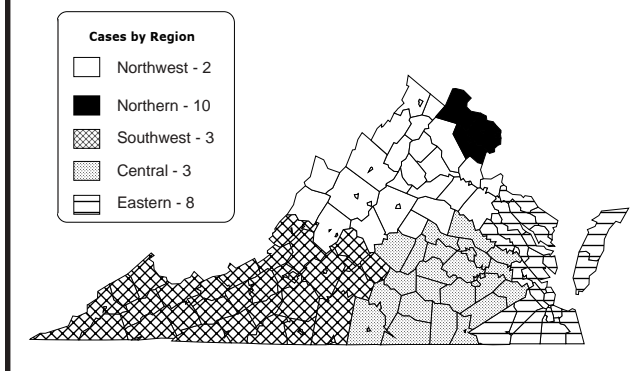 Cases by Region
Northwest - 2
Northern - 10
Southwest - 3
Central - 3
Eastern - 8